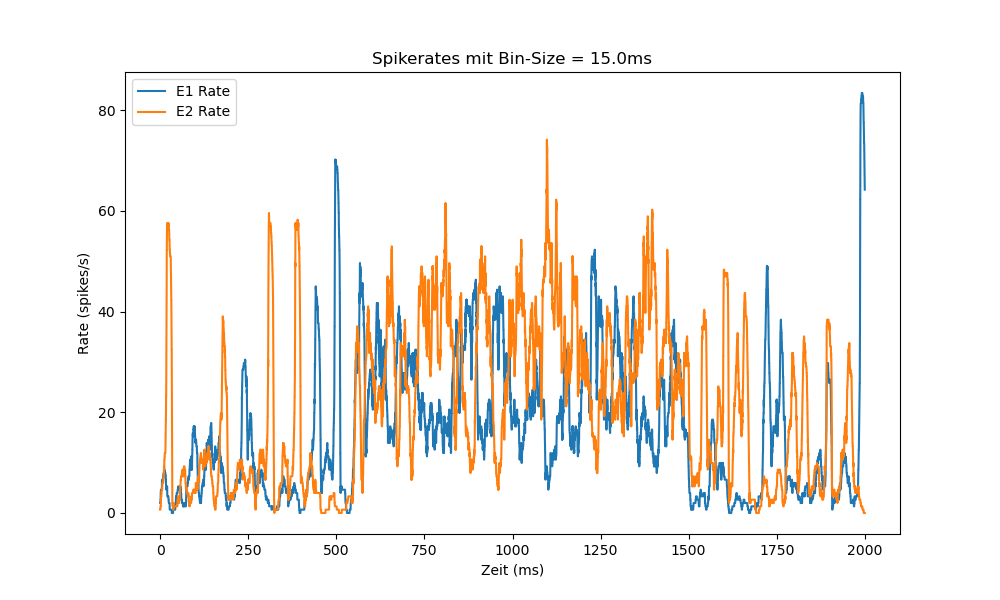 Spikerates mit Bin-Size = 15.0ms
E1 Rate
E2 Rate
80
60
40
20
0
Rate (spikes/s)
0 250 500 750 1000 1250 1500 1750 2000
Zeit (ms)